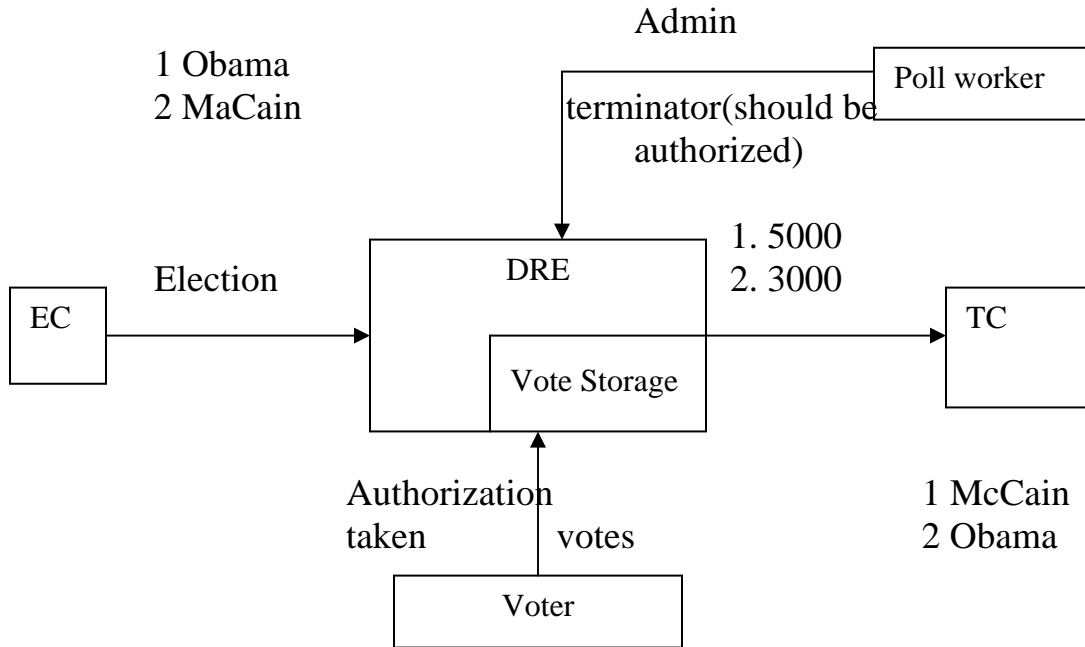 Admin
1 Obama
2 MaCain
Poll worker
terminator(should be
authorized)
1. 5000
2. 3000
DRE
Election
EC
TC
Vote Storage
Authorization
taken votes
1 McCain
2 Obama
Voter